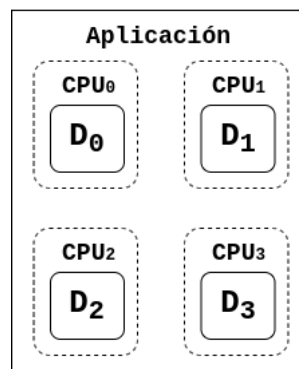 Aplicación
CPU0 CPU1
D0 D1
CPU2 CPU3
D2 D3